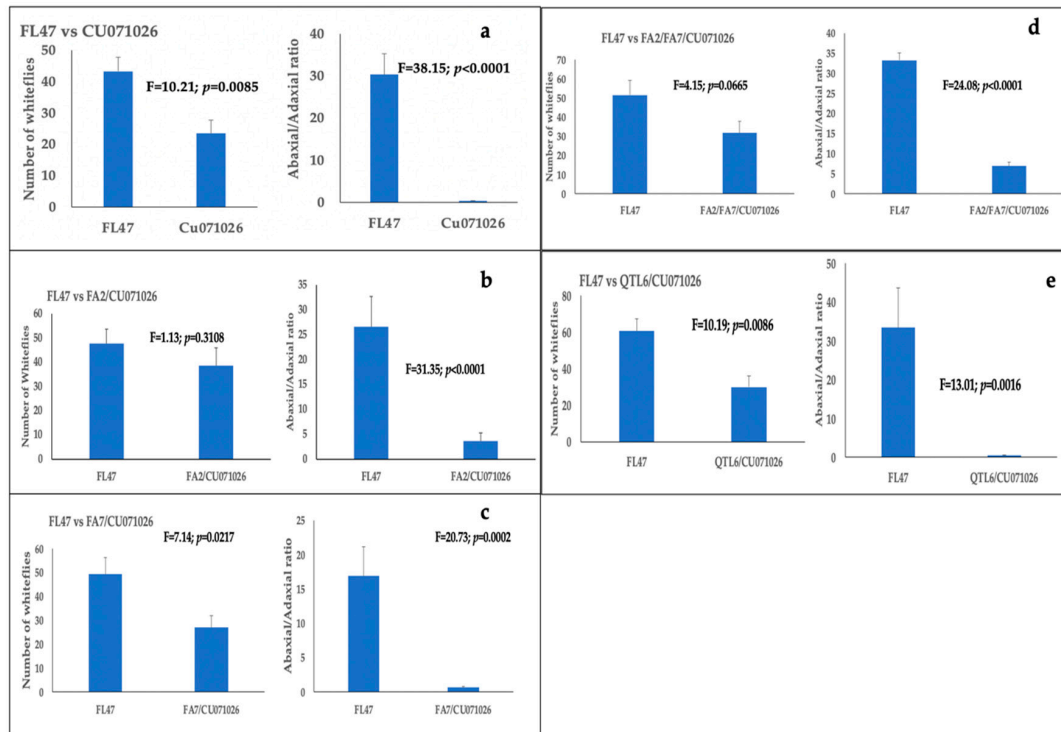 FL47 vs CU071026
a
Number of whiteflies
50
40
30
20
10
0
F=10.21; p=0.0085
FL47
Cu071026
Abaxial/Adaxial ratio
40
30
20
10
0
F=38.15; p<0.0001
FL47
Cu071026
FL47 vs FA2/CU071026
b
Number of Whiteflies
60
50
40
30
20
10
0
F=1.13; p=0.3108
FL47
FA2/CU071026
Abaxial/Adaxial ratio
35
30
25
20
15
10
5
0
F=31.35; p<0.0001
FL47
FA2/CU071026
FL47 vs FA7/CU071026
c
Number of whiteflies
60
50
40
30
20
10
0
F=7.14; p=0.0217
FL47
FA7/CU071026
Abaxial/Adaxial ratio
25
20
15
10
5
0
F=20.73; p=0.0002
FL47
FA7/CU071026
FL47 vs FA2/FA7/CU071026
d
Number of whiteflies
70
60
50
40
30
20
10
0
F=4.15; p=0.0665
FL47
FA2/FA7/CU071026
Abaxial/Adaxial ratio
40
35
30
25
20
15
10
5
0
F=24.08; p<0.0001
FL47
FA2/FA7/CU071026
FL47 vs QTL6/CU071026
e
Number of whiteflies
80
60
40
20
0
F=10.19; p=0.0086
FL47
QTL6/CU071026
Abaxial/Adaxial ratio
50
40
30
20
10
0
F=13.01; p=0.0016
FL47
QTL6/CU071026